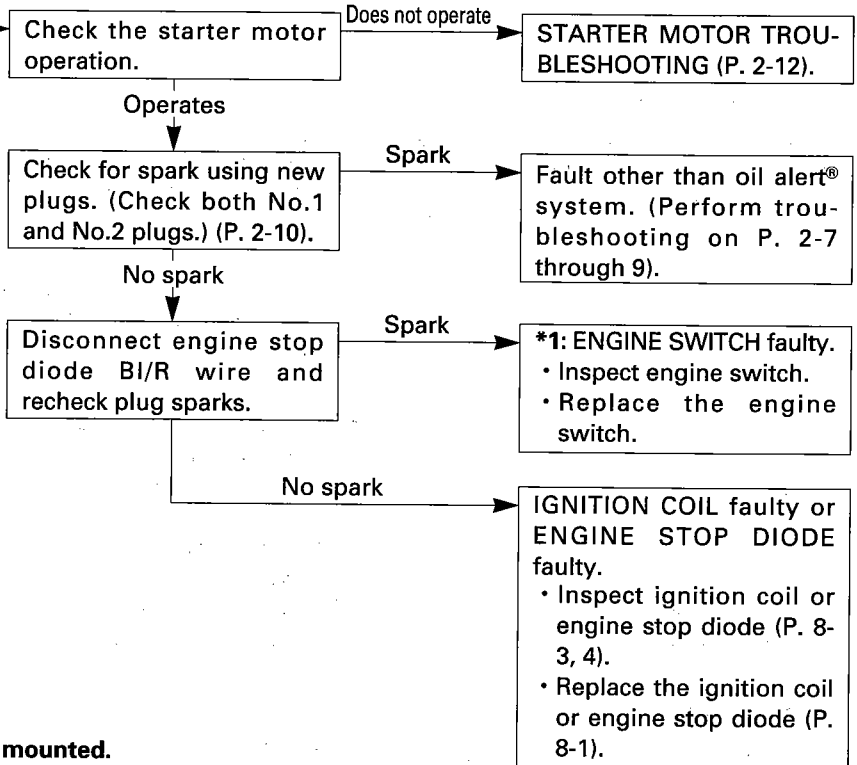 Check the starter motor
operation.
Does not operate
STARTER MOTOR TROU-
BLESHOOTING (P. 2-12).
Operates
Check for spark using new
plugs. (Check both No.1
and No.2 plugs.) (P. 2-10).
Spark
Fault other than oil alert®
system. (Perform trou-
bleshooting on P. 2-7
through 9).
No spark
Disconnect engine stop
diode Bl/R wire and
recheck plug sparks.
Spark
*1: ENGINE SWITCH faulty.
・Inspect engine switch.
・Replace the engine
switch.
No spark
IGNITION COIL faulty or
ENGINE STOP DIODE
faulty.
・Inspect ignition coil or
engine stop diode (P. 8-
3, 4).
・Replace the ignition coil
or engine stop diode (P.
8-1).
mounted.